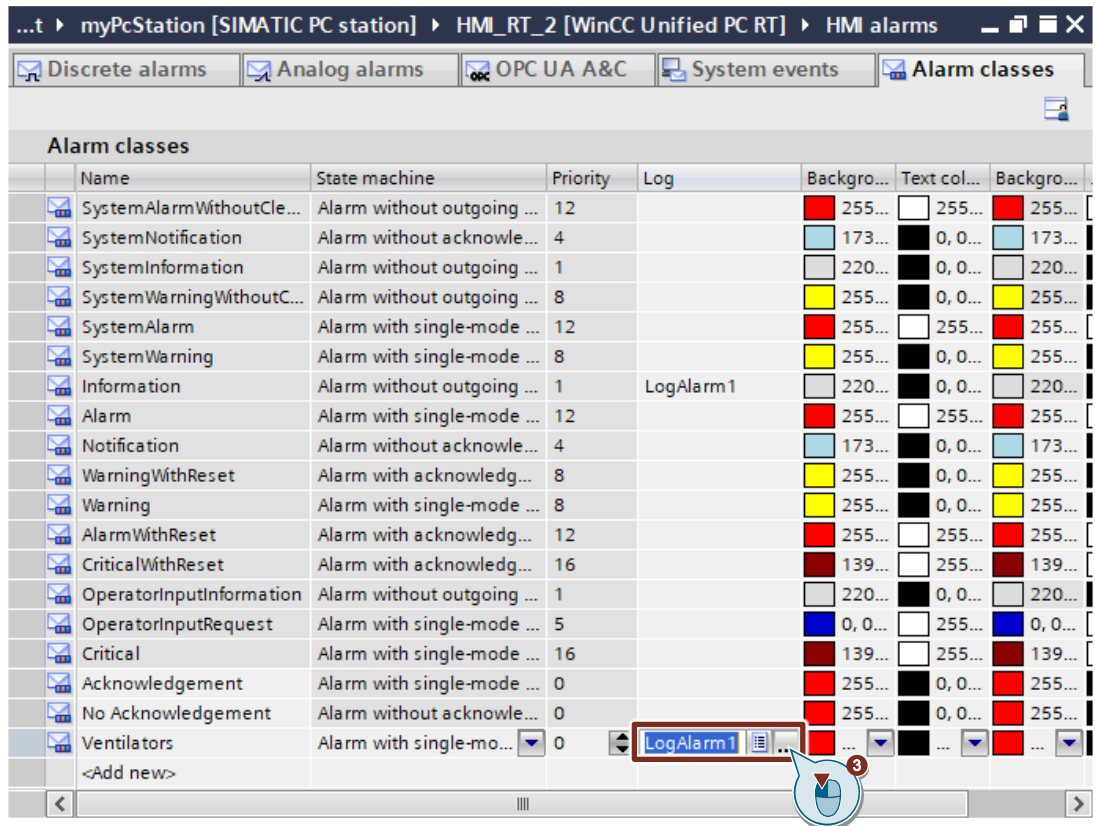 ...t ▸ myPcStation [SIMATIC PC station] ▸ HMI_RT_2 [WinCC Unified PC RT] ▸ HMI alarms
Discrete alarms Analog alarms OPC UA A&C System events Alarm classes
Alarm classes
Name State machine Priority Log Backgro... Text col... Backgro...
SystemAlarmWithoutCle... Alarm without outgoing ... 12 255... 255... 255...
SystemNotification Alarm without acknowle... 4 173... 0, 0... 173...
SystemInformation Alarm without outgoing ... 1 220... 0, 0... 220...
SystemWarningWithoutC... Alarm without outgoing ... 8 255... 0, 0... 255...
SystemAlarm Alarm with single-mode ... 12 255... 255... 255...
SystemWarning Alarm with single-mode ... 8 255... 0, 0... 255...
Information Alarm without outgoing ... 1 LogAlarm1 220... 0, 0... 220...
Alarm Alarm with single-mode ... 12 255... 255... 255...
Notification Alarm without acknowle... 4 173... 0, 0... 173...
WarningWithReset Alarm with acknowledg... 8 255... 0, 0... 255...
Warning Alarm with single-mode ... 8 255... 0, 0... 255...
AlarmWithReset Alarm with acknowledg... 12 255... 255... 255...
CriticalWithReset Alarm with acknowledg... 16 139... 255... 139...
OperatorInputInformation Alarm without outgoing ... 1 220... 0, 0... 220...
OperatorInputRequest Alarm with single-mode ... 5 0, 0... 255... 0, 0...
Critical Alarm with single-mode ... 16 139... 255... 139...
Acknowledgement Alarm with single-mode ... 0 255... 0, 0... 255...
No Acknowledgement Alarm without acknowle... 0 255... 0, 0... 255...
Ventilators Alarm with single-mo... 0 LogAlarm1 ... ... ... ...
<Add new>
3